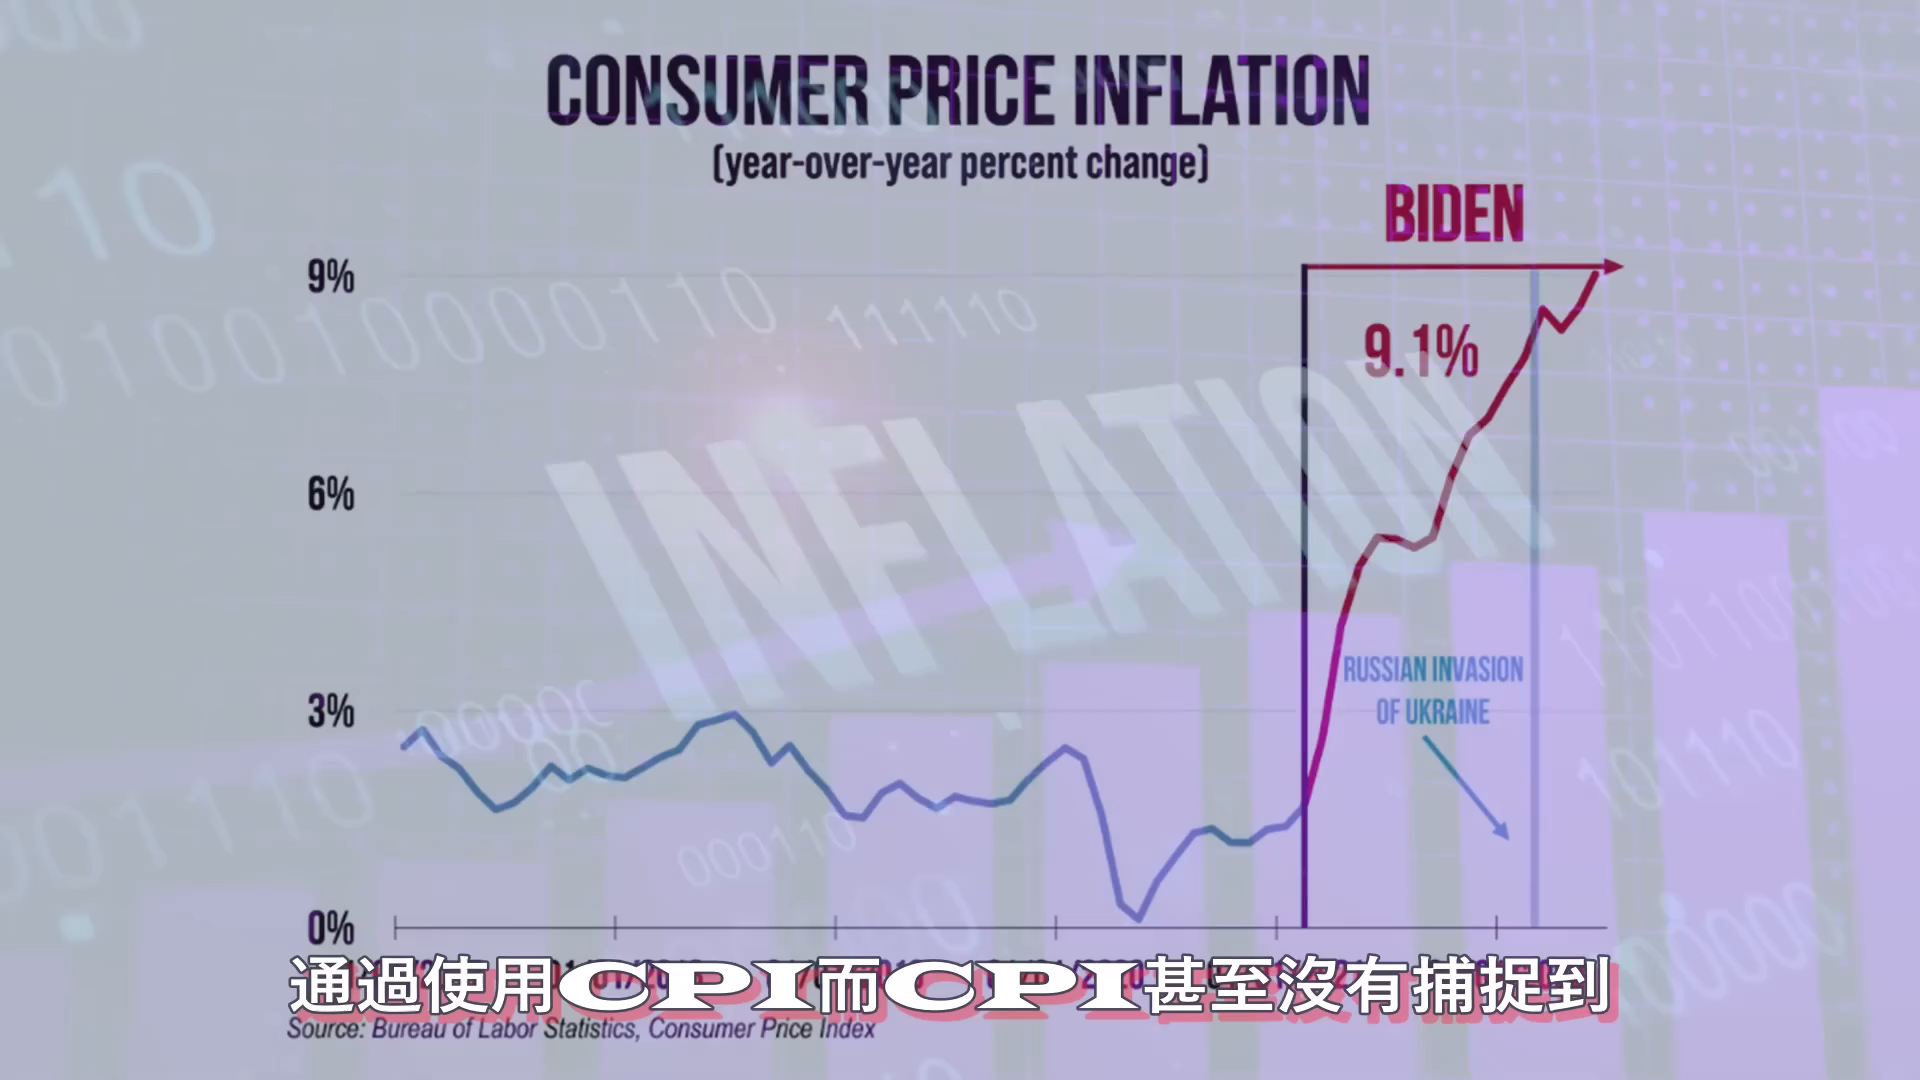 CONSUMER PRICE INFLATION
(year-over-year percent change)
BIDEN
9%
9.1%
INFLATION
6%
RUSSIAN INVASION
OF UKRAINE
3%
0%
通過使用CPI而CPI甚至沒有捕捉到
Source: Bureau of Labor Statistics, Consumer Price Index